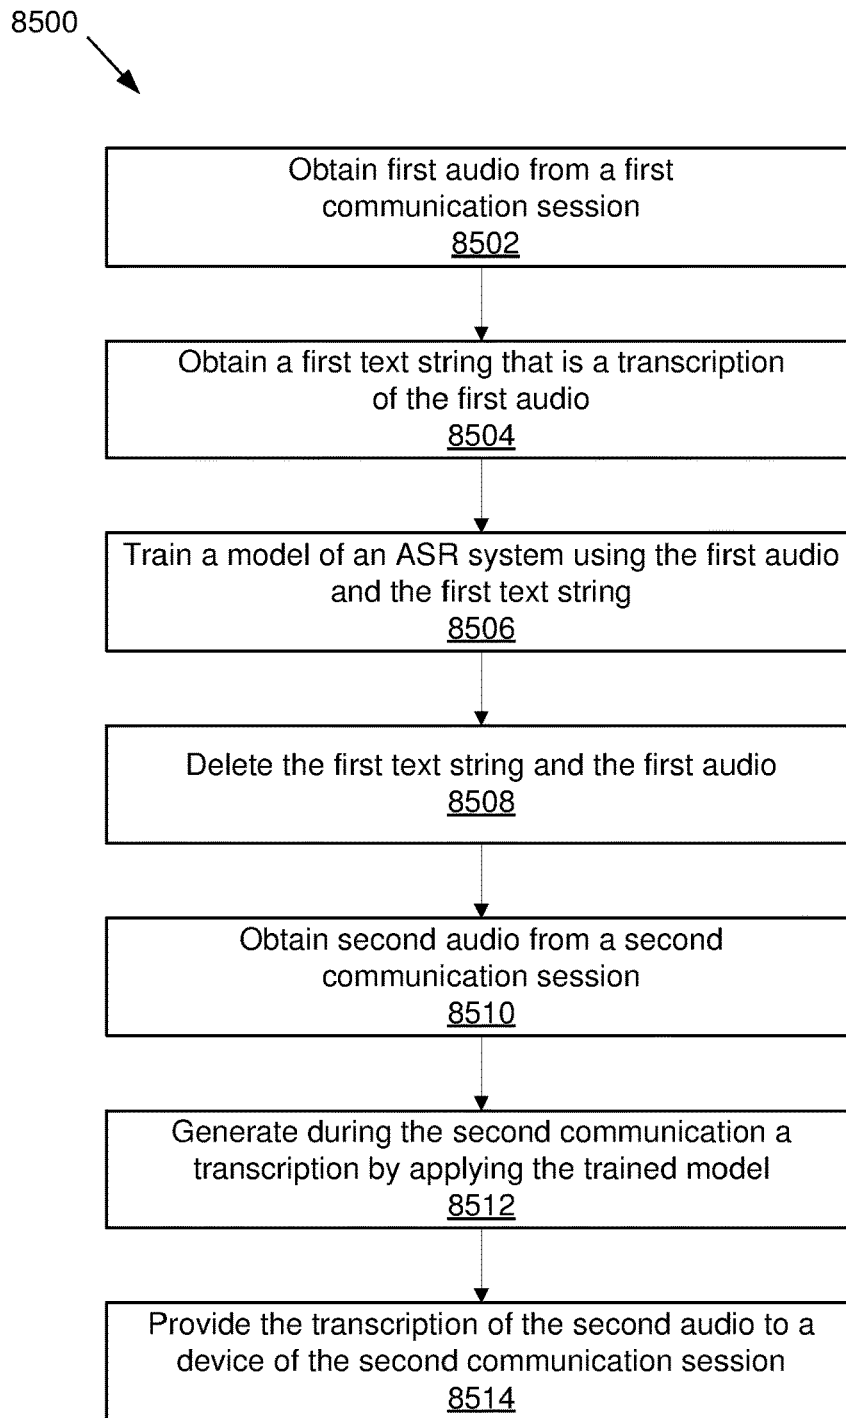 8500
Obtain first audio from a first
communication session
8502
Obtain a first text string that is a transcription
of the first audio
8504
Train a model of an ASR system using the first audio
and the first text string
8506
Delete the first text string and the first audio
8508
Obtain second audio from a second
communication session
8510
Generate during the second communication a
transcription by applying the trained model
8512
Provide the transcription of the second audio to a
device of the second communication session
8514